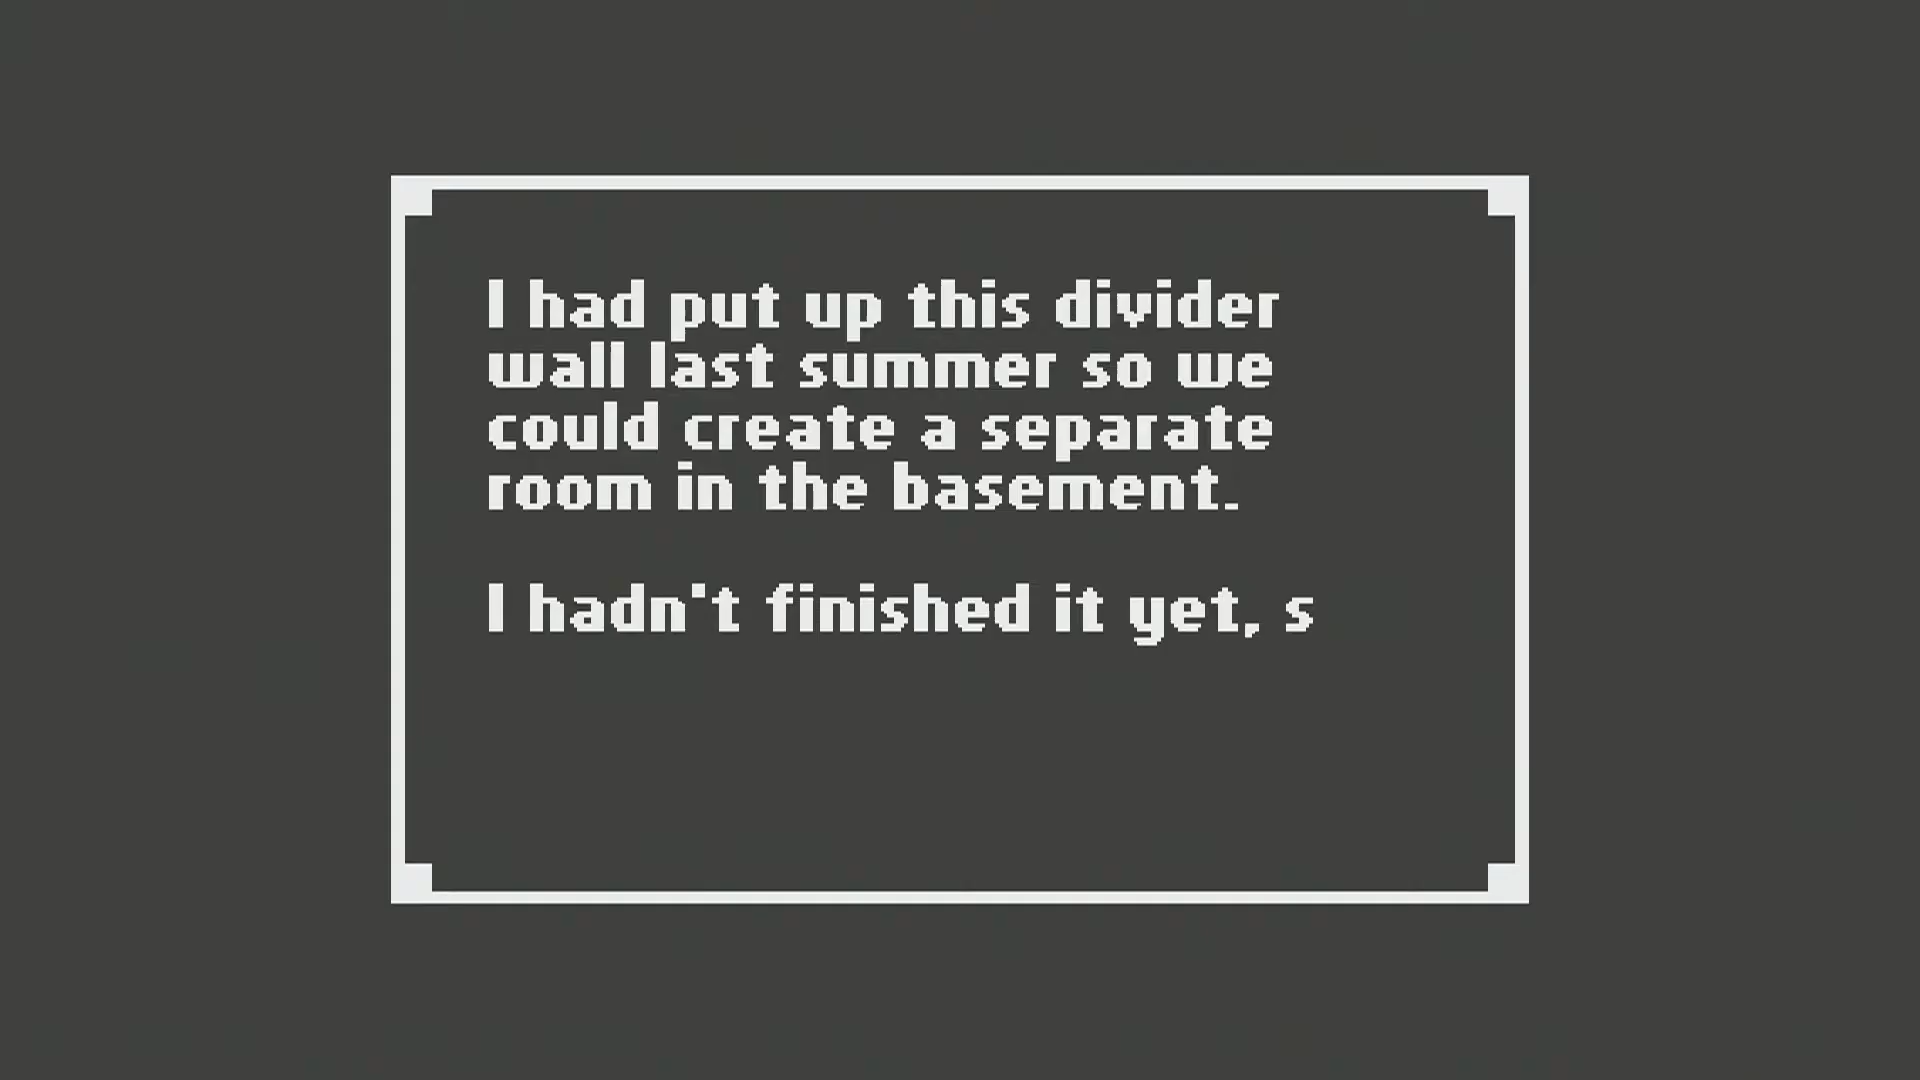 I had put up this divider
wall last summer so we
could create a separate
room in the basement.
I hadn't finished it yet, s